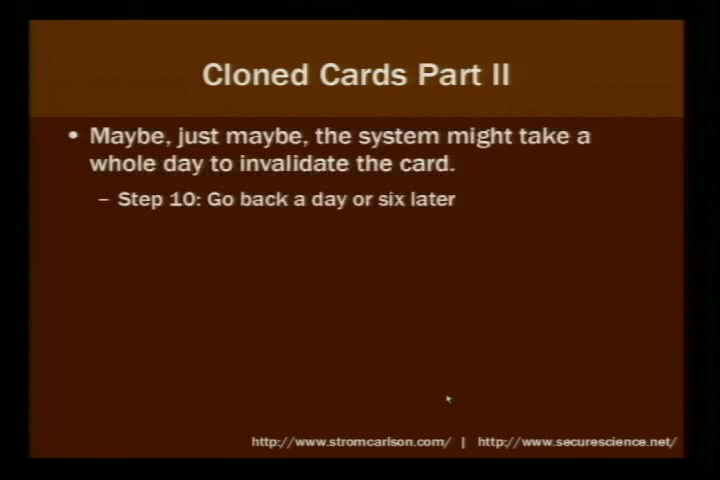 Cloned Cards Part II
• Maybe, just maybe, the system might take a
whole day to invalidate the card.
– Step 10: Go back a day or six later
http://www.stromcarlson.com/ | http://www.securescience.net/